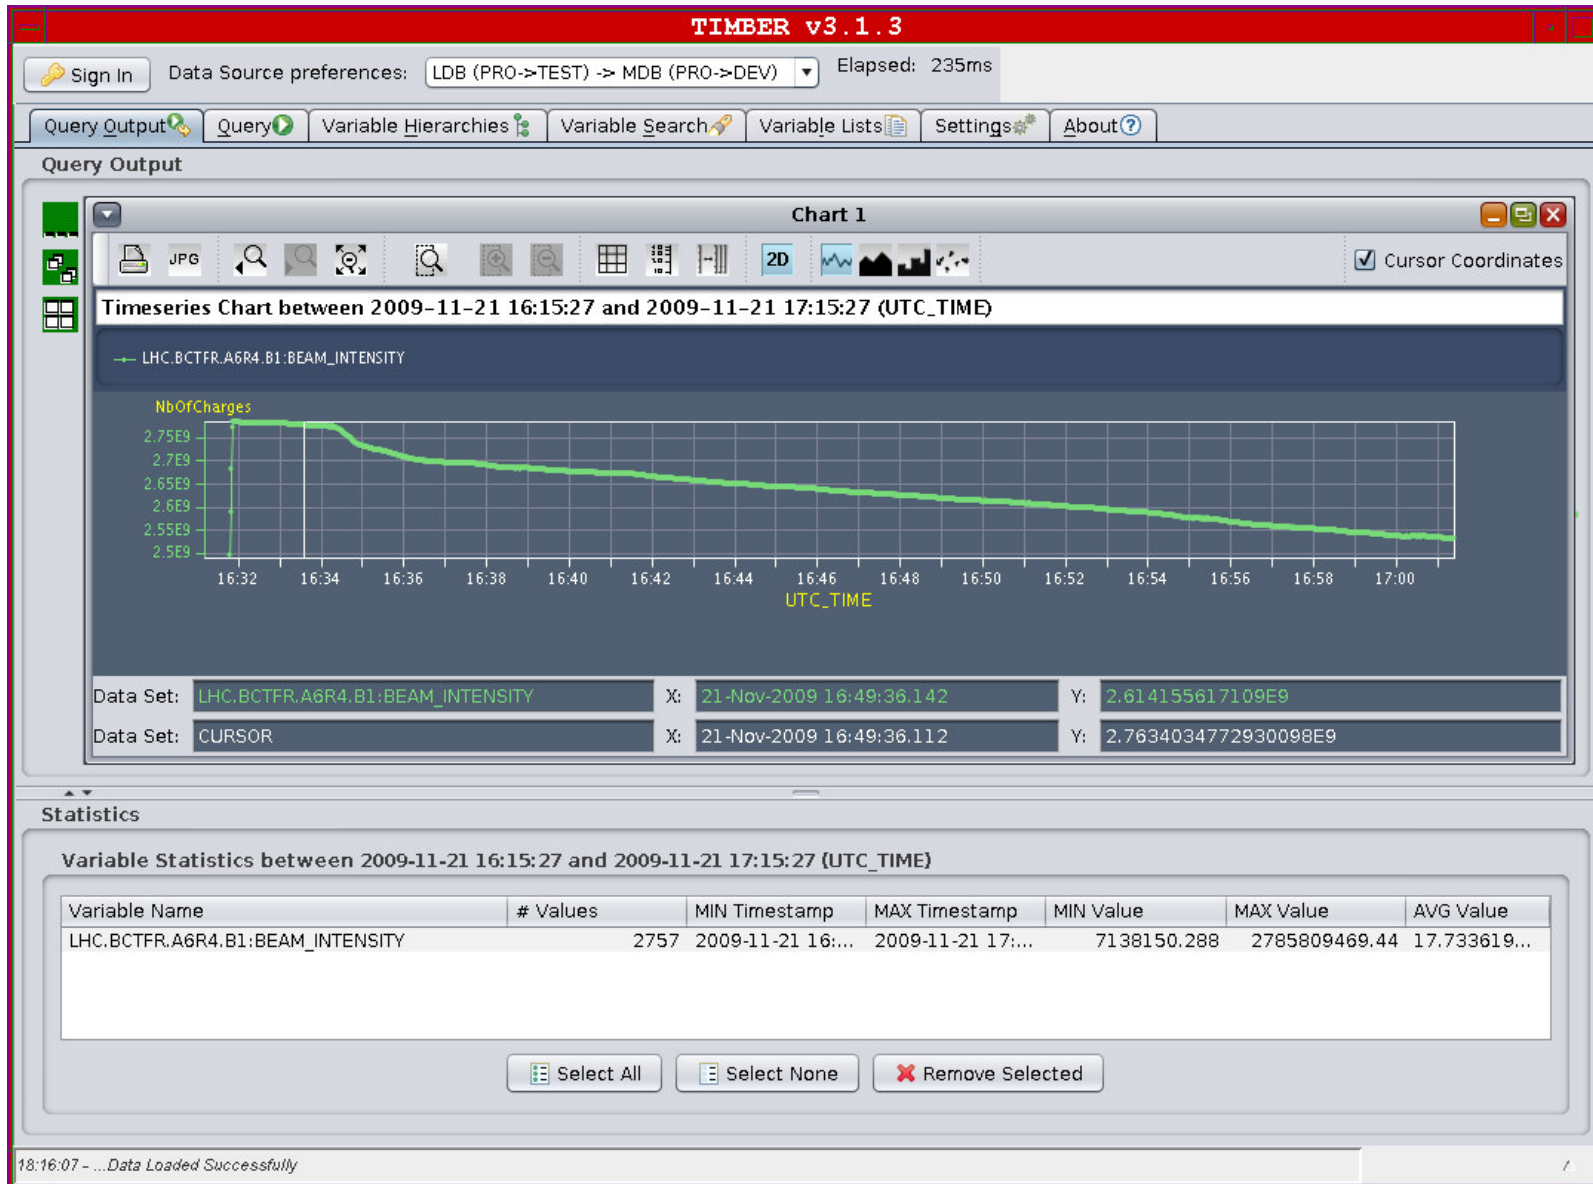 TIMBER v3.1.3
Sign In Data Source preferences: LDB (PRO->TEST) -> MDB (PRO->DEV) Elapsed: 235ms
Query Output Query Variable Hierarchies Variable Search Variable Lists Settings About
Query Output
Chart 1
JPG 2D Cursor Coordinates
Timeseries Chart between 2009-11-21 16:15:27 and 2009-11-21 17:15:27 (UTC_TIME)
LHC.BCTFR.A6R4.B1:BEAM_INTENSITY
NbOfCharges
2.75E9
2.7E9
2.65E9
2.6E9
2.55E9
2.5E9
16:32 16:34 16:36 16:38 16:40 16:42 16:44 16:46 16:48 16:50 16:52 16:54 16:56 16:58 17:00
UTC_TIME
Data Set: LHC.BCTFR.A6R4.B1:BEAM_INTENSITY X: 21-Nov-2009 16:49:36.142 Y: 2.614155617109E9
Data Set: CURSOR X: 21-Nov-2009 16:49:36.112 Y: 2.7634034772930098E9
Statistics
Variable Statistics between 2009-11-21 16:15:27 and 2009-11-21 17:15:27 (UTC_TIME)
Variable Name # Values MIN Timestamp MAX Timestamp MIN Value MAX Value AVG Value
LHC.BCTFR.A6R4.B1:BEAM_INTENSITY 2757 2009-11-21 16:... 2009-11-21 17:... 7138150.288 2785809469.44 17.733619...
Select All Select None Remove Selected
18:16:07 - ...Data Loaded Successfully